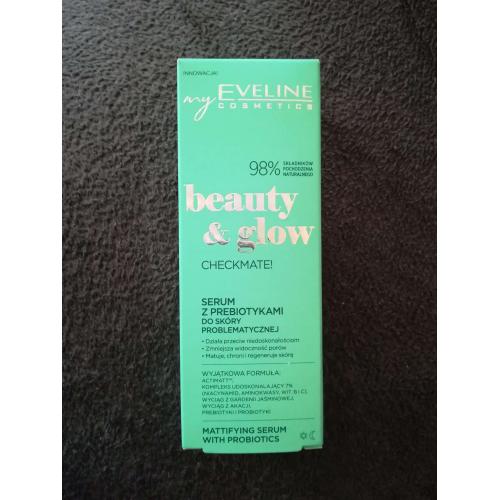 INNOWACJA!
my EVELINE
COSMETICS
98% SKŁADNIKÓW
POCHODZENIA
NATURALNEGO
beauty
& glow
CHECKMATE!
SERUM
Z PREBIOTYKAMI
DO SKÓRY
PROBLEMATYCZNEJ
• Działa przeciw niedoskonałościom
• Zmniejsza widoczność porów
• Matuje, chroni i regeneruje skórę
WYJĄTKOWA FORMUŁA:
ACTIMATT™,
KOMPLEKS UDOSKONALAJĄCY 7%
(NIACYNAMID, AMINOKWASY, WIT. B I C),
WYCIĄG Z GARDENII JAŚMINOWEJ,
WYCIĄG Z AKACJI,
PREBIOTYKI I PROBIOTYKI
MATTIFYING SERUM
WITH PROBIOTICS